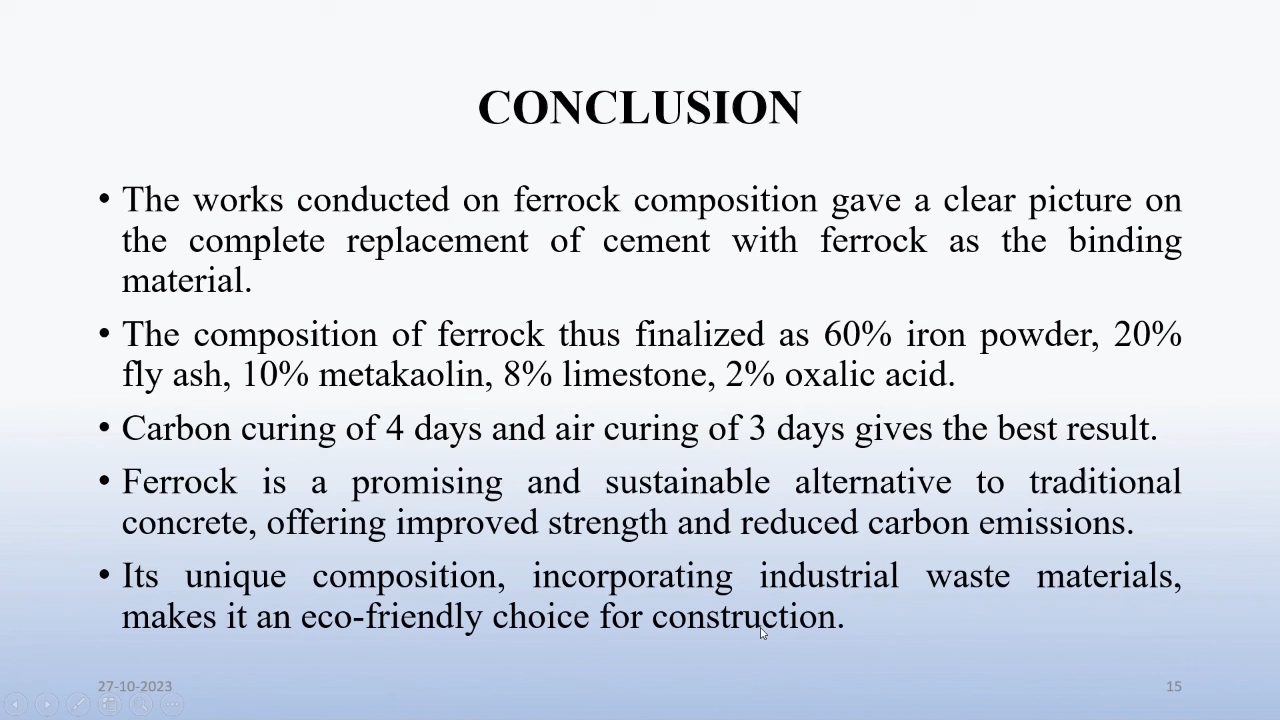 CONCLUSION
• The works conducted on ferrock composition gave a clear picture on
the complete replacement of cement with ferrock as the binding
material.
• The composition of ferrock thus finalized as 60% iron powder, 20%
fly ash, 10% metakaolin, 8% limestone, 2% oxalic acid.
• Carbon curing of 4 days and air curing of 3 days gives the best result.
• Ferrock is a promising and sustainable alternative to traditional
concrete, offering improved strength and reduced carbon emissions.
• Its unique composition, incorporating industrial waste materials,
makes it an eco-friendly choice for construction.
27-10-2023
15